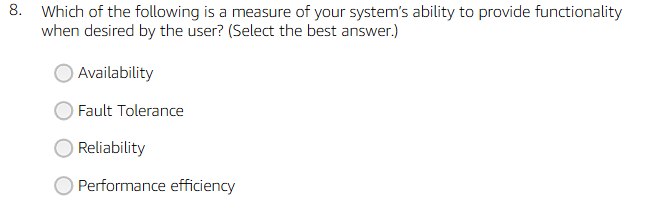 8. Which of the following is a measure of your system's ability to provide functionality
when desired by the user? (Select the best answer.)
Availability
Fault Tolerance
Reliability
Performance efficiency